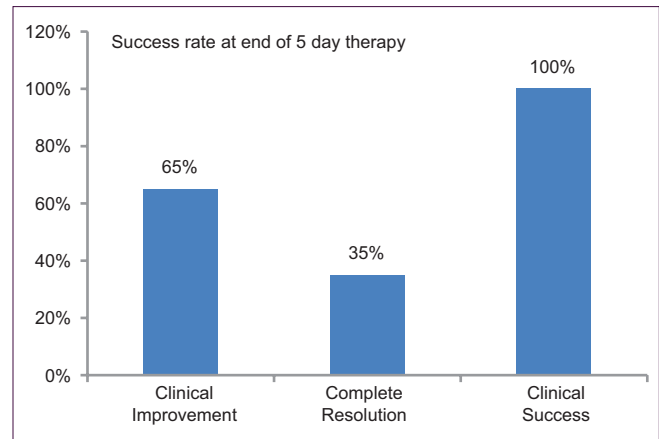 120%
Success rate at end of 5 day therapy
100%
100%
80%
65%
60%
35%
40%
20%
0%
Clinical Improvement
Complete Resolution
Clinical Success